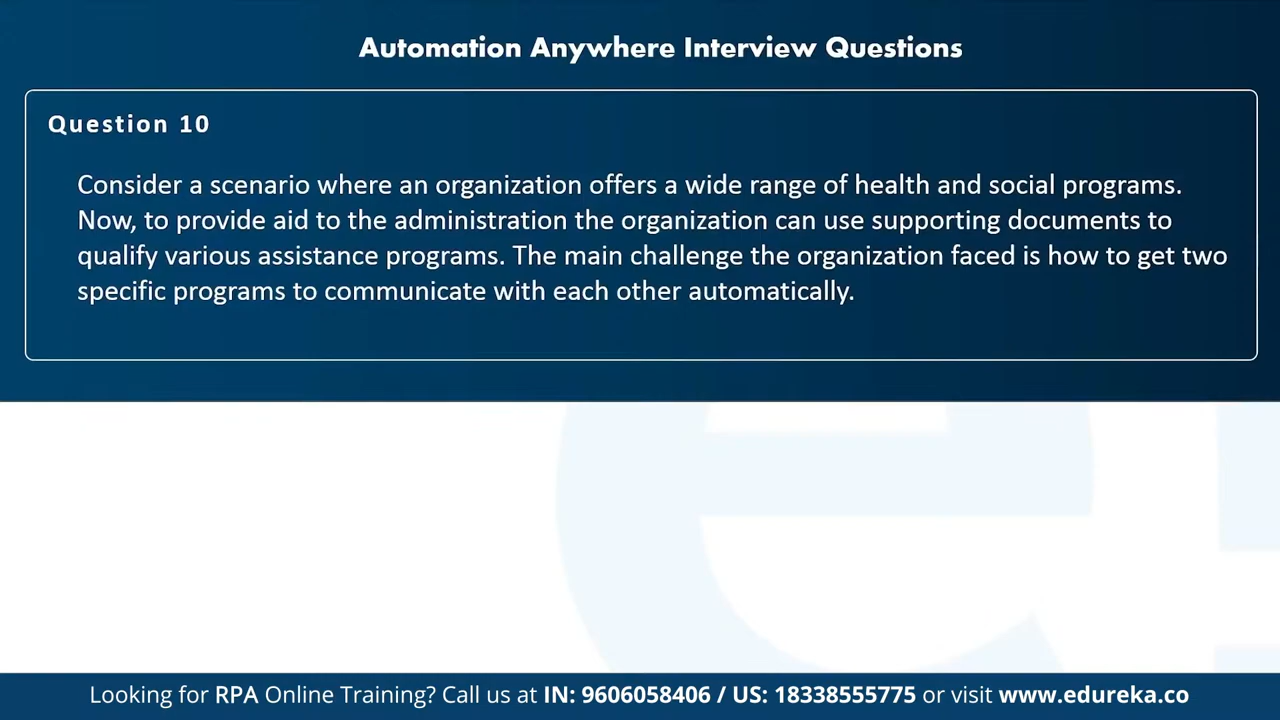 Automation Anywhere Interview Questions
Question 10
Consider a scenario where an organization offers a wide range of health and social programs.
Now, to provide aid to the administration the organization can use supporting documents to
qualify various assistance programs. The main challenge the organization faced is how to get two
specific programs to communicate with each other automatically.
Looking for RPA Online Training? Call us at IN: 9606058406 / US: 18338555775 or visit www.edureka.co